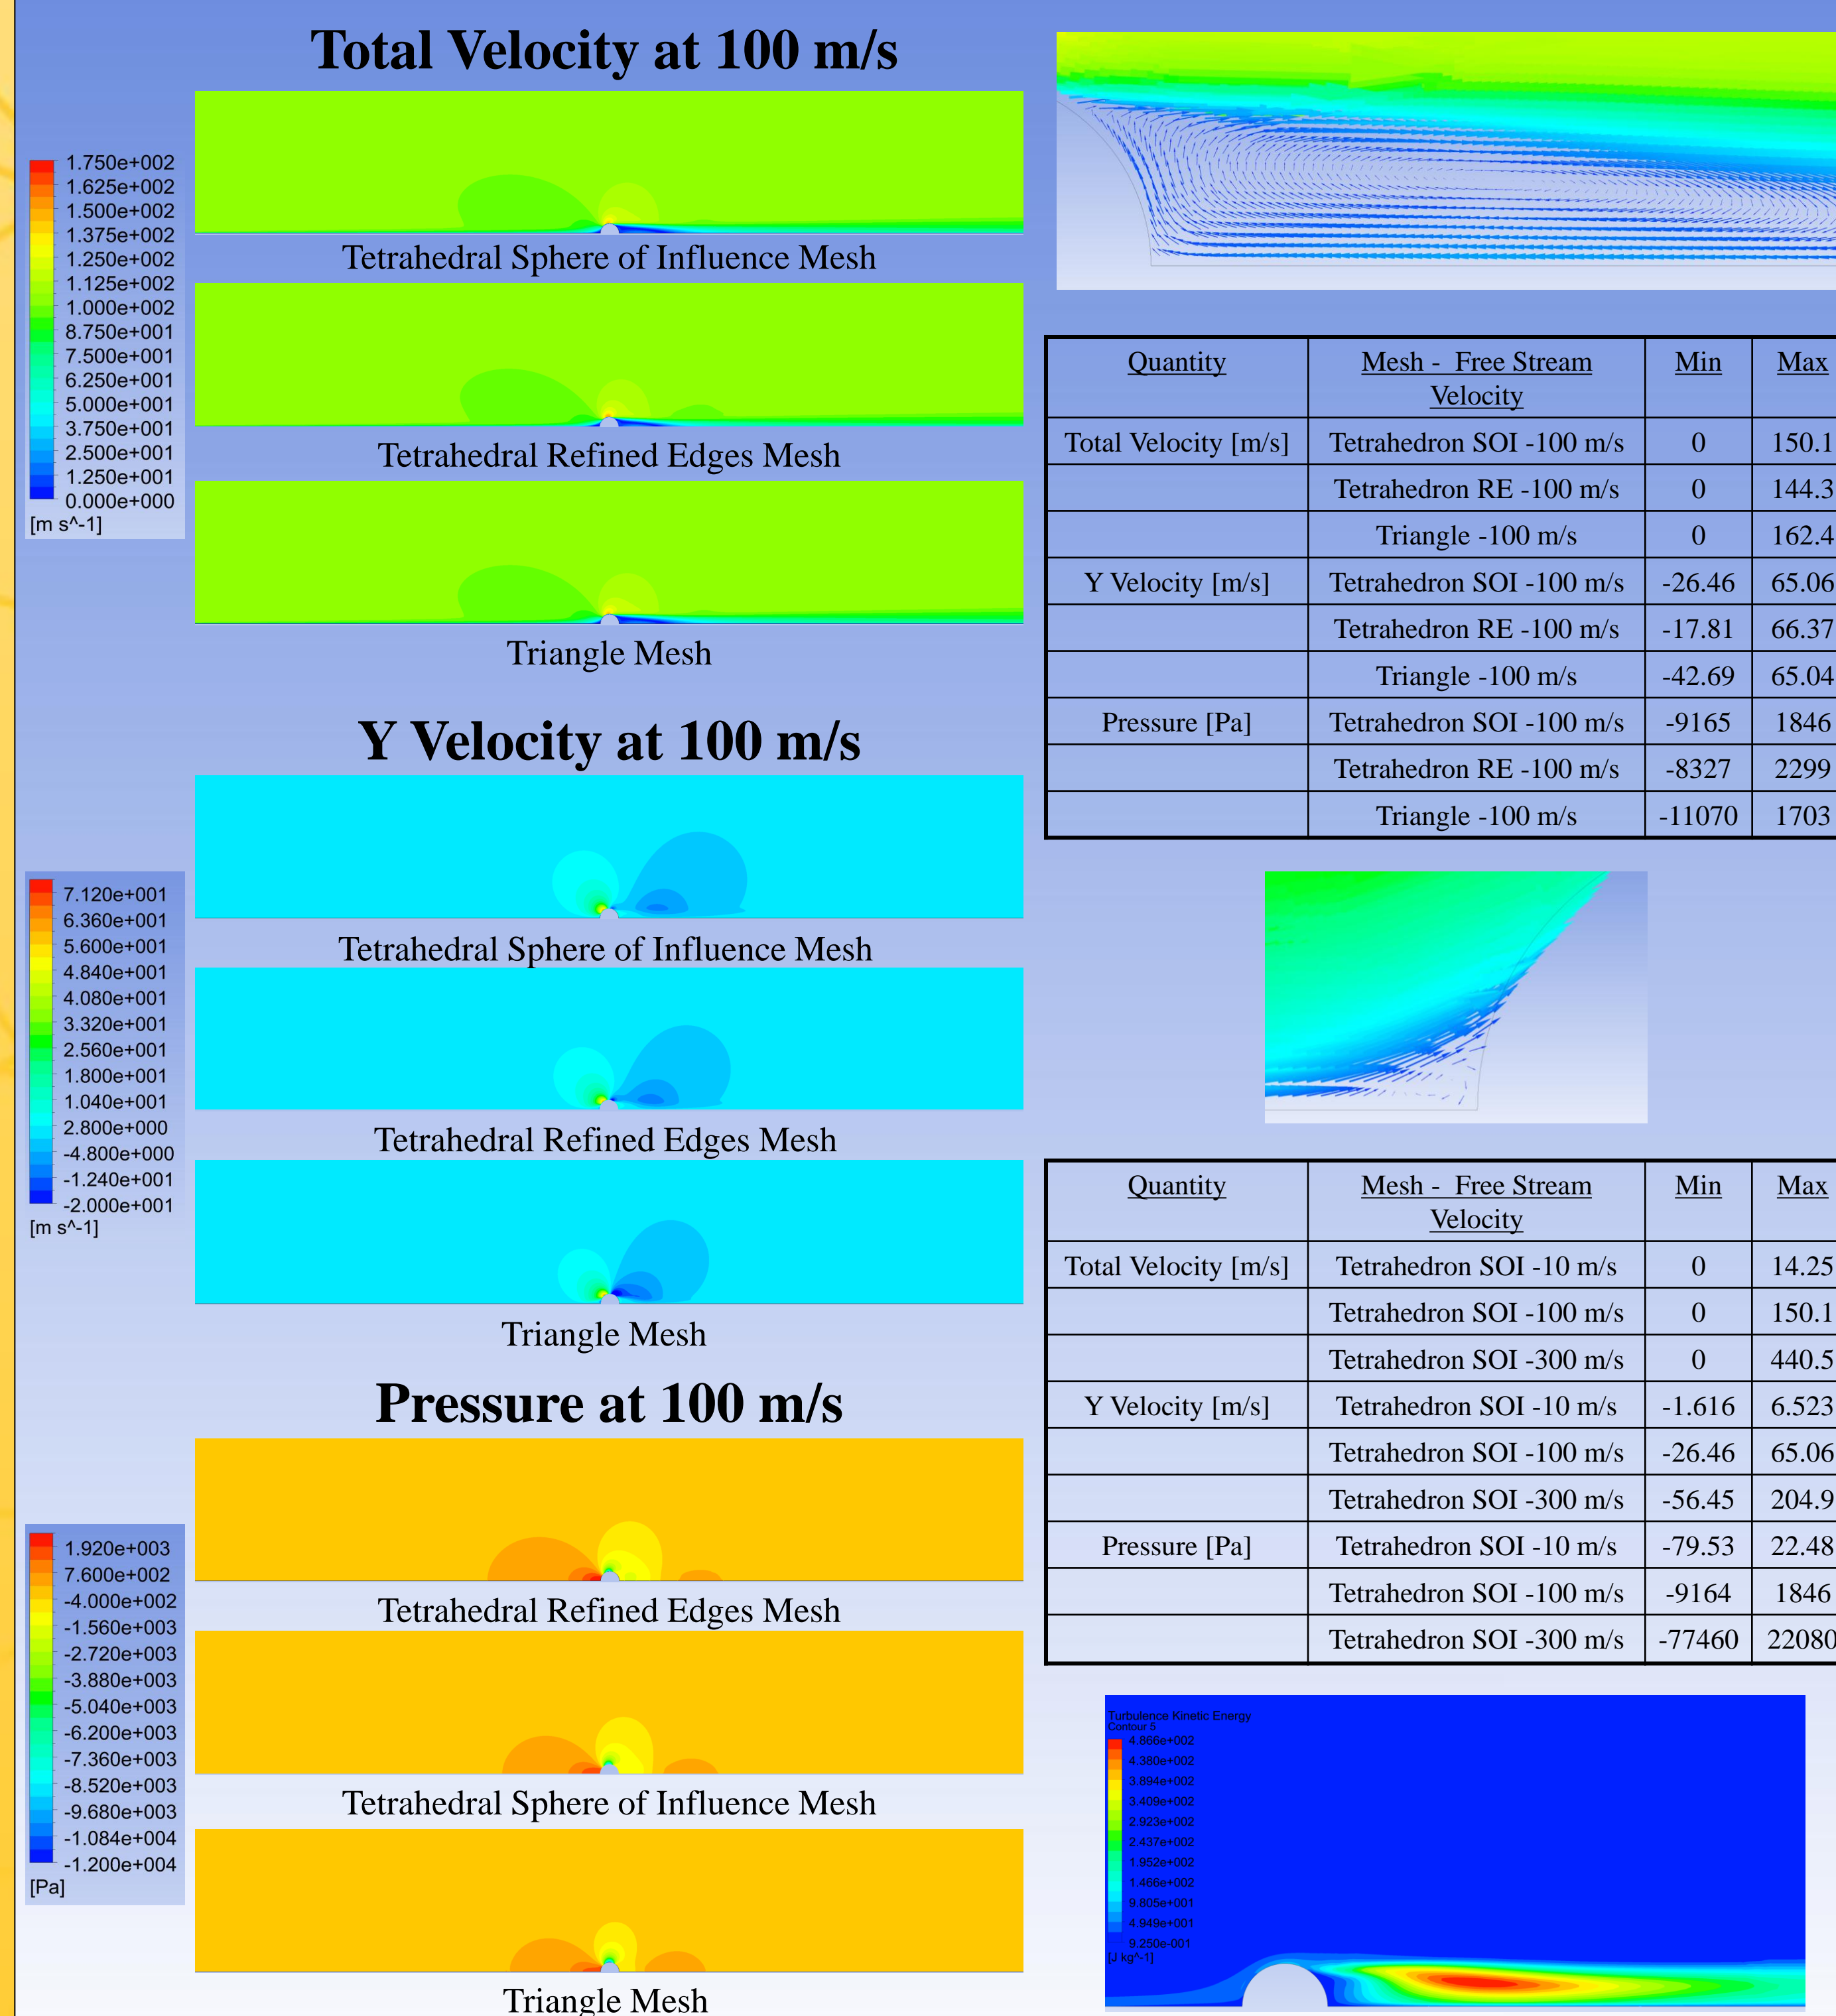 Total Velocity at 100 m/s
1.750e+002
1.625e+002
1.500e+002
1.375e+002
1.250e+002
1.125e+002
1.000e+002
8.750e+001
7.500e+001
6.250e+001
5.000e+001
3.750e+001
2.500e+001
1.250e+001
0.000e+000
[m s^-1]
Tetrahedral Sphere of Influence Mesh
Tetrahedral Refined Edges Mesh
Triangle Mesh
Y Velocity at 100 m/s
7.120e+001
6.360e+001
5.600e+001
4.840e+001
4.080e+001
3.320e+001
2.560e+001
1.800e+001
1.040e+001
2.800e+000
-4.800e+000
-1.240e+001
-2.000e+001
[m s^-1]
Tetrahedral Sphere of Influence Mesh
Tetrahedral Refined Edges Mesh
Triangle Mesh
Pressure at 100 m/s
1.920e+003
7.600e+002
-4.000e+002
-1.560e+003
-2.720e+003
-3.880e+003
-5.040e+003
-6.200e+003
-7.360e+003
-8.520e+003
-9.680e+003
-1.084e+004
-1.200e+004
[Pa]
Tetrahedral Refined Edges Mesh
Tetrahedral Sphere of Influence Mesh
Triangle Mesh
Quantity Mesh - Free Stream Velocity Min Max
Total Velocity [m/s] Tetrahedron SOI -100 m/s 0 150.1
Tetrahedron RE -100 m/s 0 144.3
Triangle -100 m/s 0 162.4
Y Velocity [m/s] Tetrahedron SOI -100 m/s -26.46 65.06
Tetrahedron RE -100 m/s -17.81 66.37
Triangle -100 m/s -42.69 65.04
Pressure [Pa] Tetrahedron SOI -100 m/s -9165 1846
Tetrahedron RE -100 m/s -8327 2299
Triangle -100 m/s -11070 1703
Quantity Mesh - Free Stream Velocity Min Max
Total Velocity [m/s] Tetrahedron SOI -10 m/s 0 14.25
Tetrahedron SOI -100 m/s 0 150.1
Tetrahedron SOI -300 m/s 0 440.5
Y Velocity [m/s] Tetrahedron SOI -10 m/s -1.616 6.523
Tetrahedron SOI -100 m/s -26.46 65.06
Tetrahedron SOI -300 m/s -56.45 204.9
Pressure [Pa] Tetrahedron SOI -10 m/s -79.53 22.48
Tetrahedron SOI -100 m/s -9164 1846
Tetrahedron SOI -300 m/s -77460 22080
Turbulence Kinetic Energy
Contour 5
4.866e+002
4.380e+002
3.894e+002
3.409e+002
2.923e+002
2.437e+002
1.952e+002
1.466e+002
9.805e+001
4.949e+001
9.250e-001
[J kg^-1]